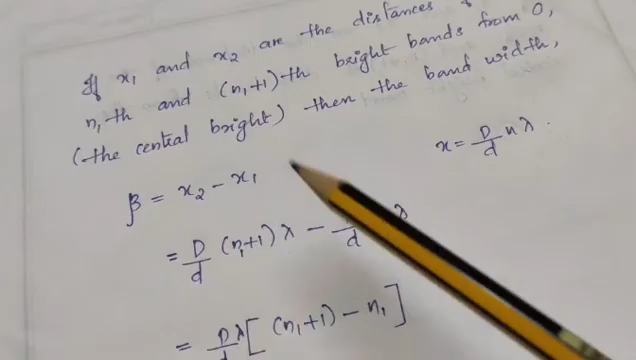 If x₁ and x₂ are the distances
n₁-th and (n₁+1)-th bright bands from O,
(the central bright) then the band width,
x = D/d nλ.
β = x₂ - x₁
= D/d (n₁+1) λ - /d λ
= Dλ/d [(n₁+1) - n₁]